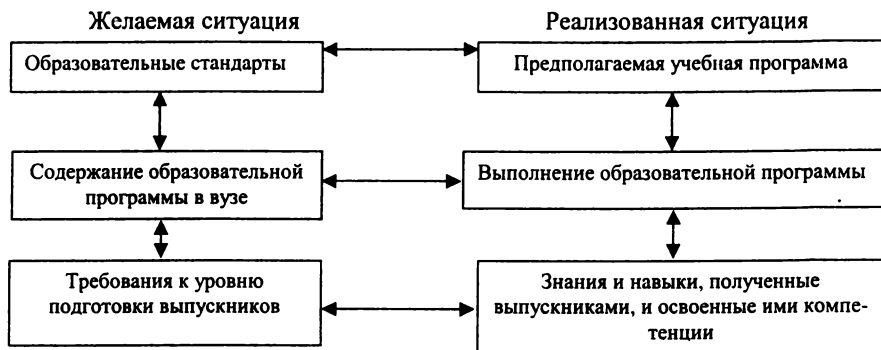 Желаемая ситуация
Реализованная ситуация
Образовательные стандарты
Предполагаемая учебная программа
Содержание образовательной
программы в вузе
Выполнение образовательной программы
Требования к уровню
подготовки выпускников
Знания и навыки, полученные
выпускниками, и освоенные ими компе-
тенции